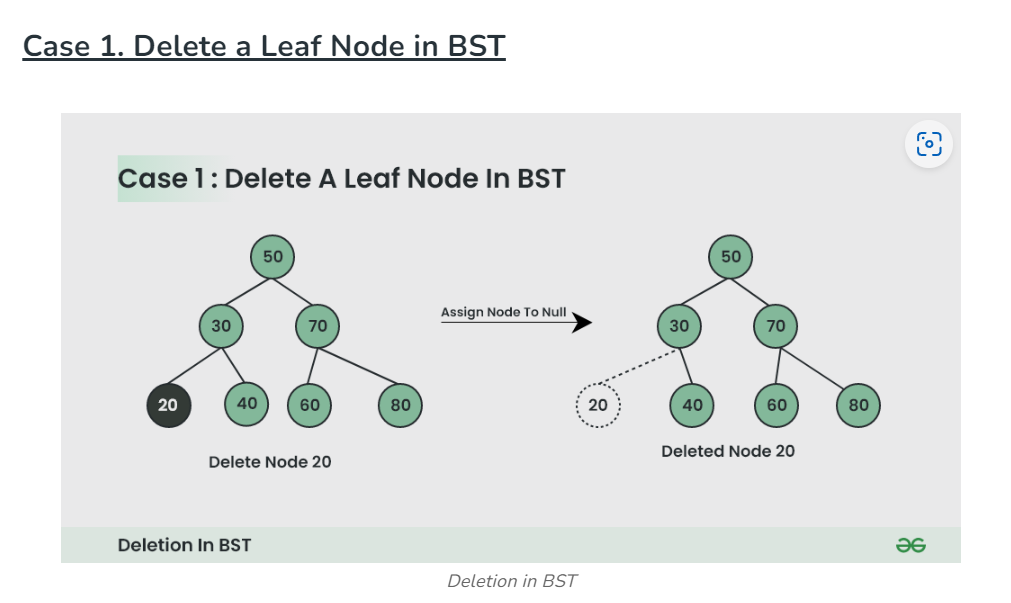 Case 1. Delete a Leaf Node in BST
Case 1 : Delete A Leaf Node In BST
50
30
70
20
40
60
80
Delete Node 20
Assign Node To Null
50
30
70
20
40
60
80
Deleted Node 20
Deletion In BST
Deletion in BST